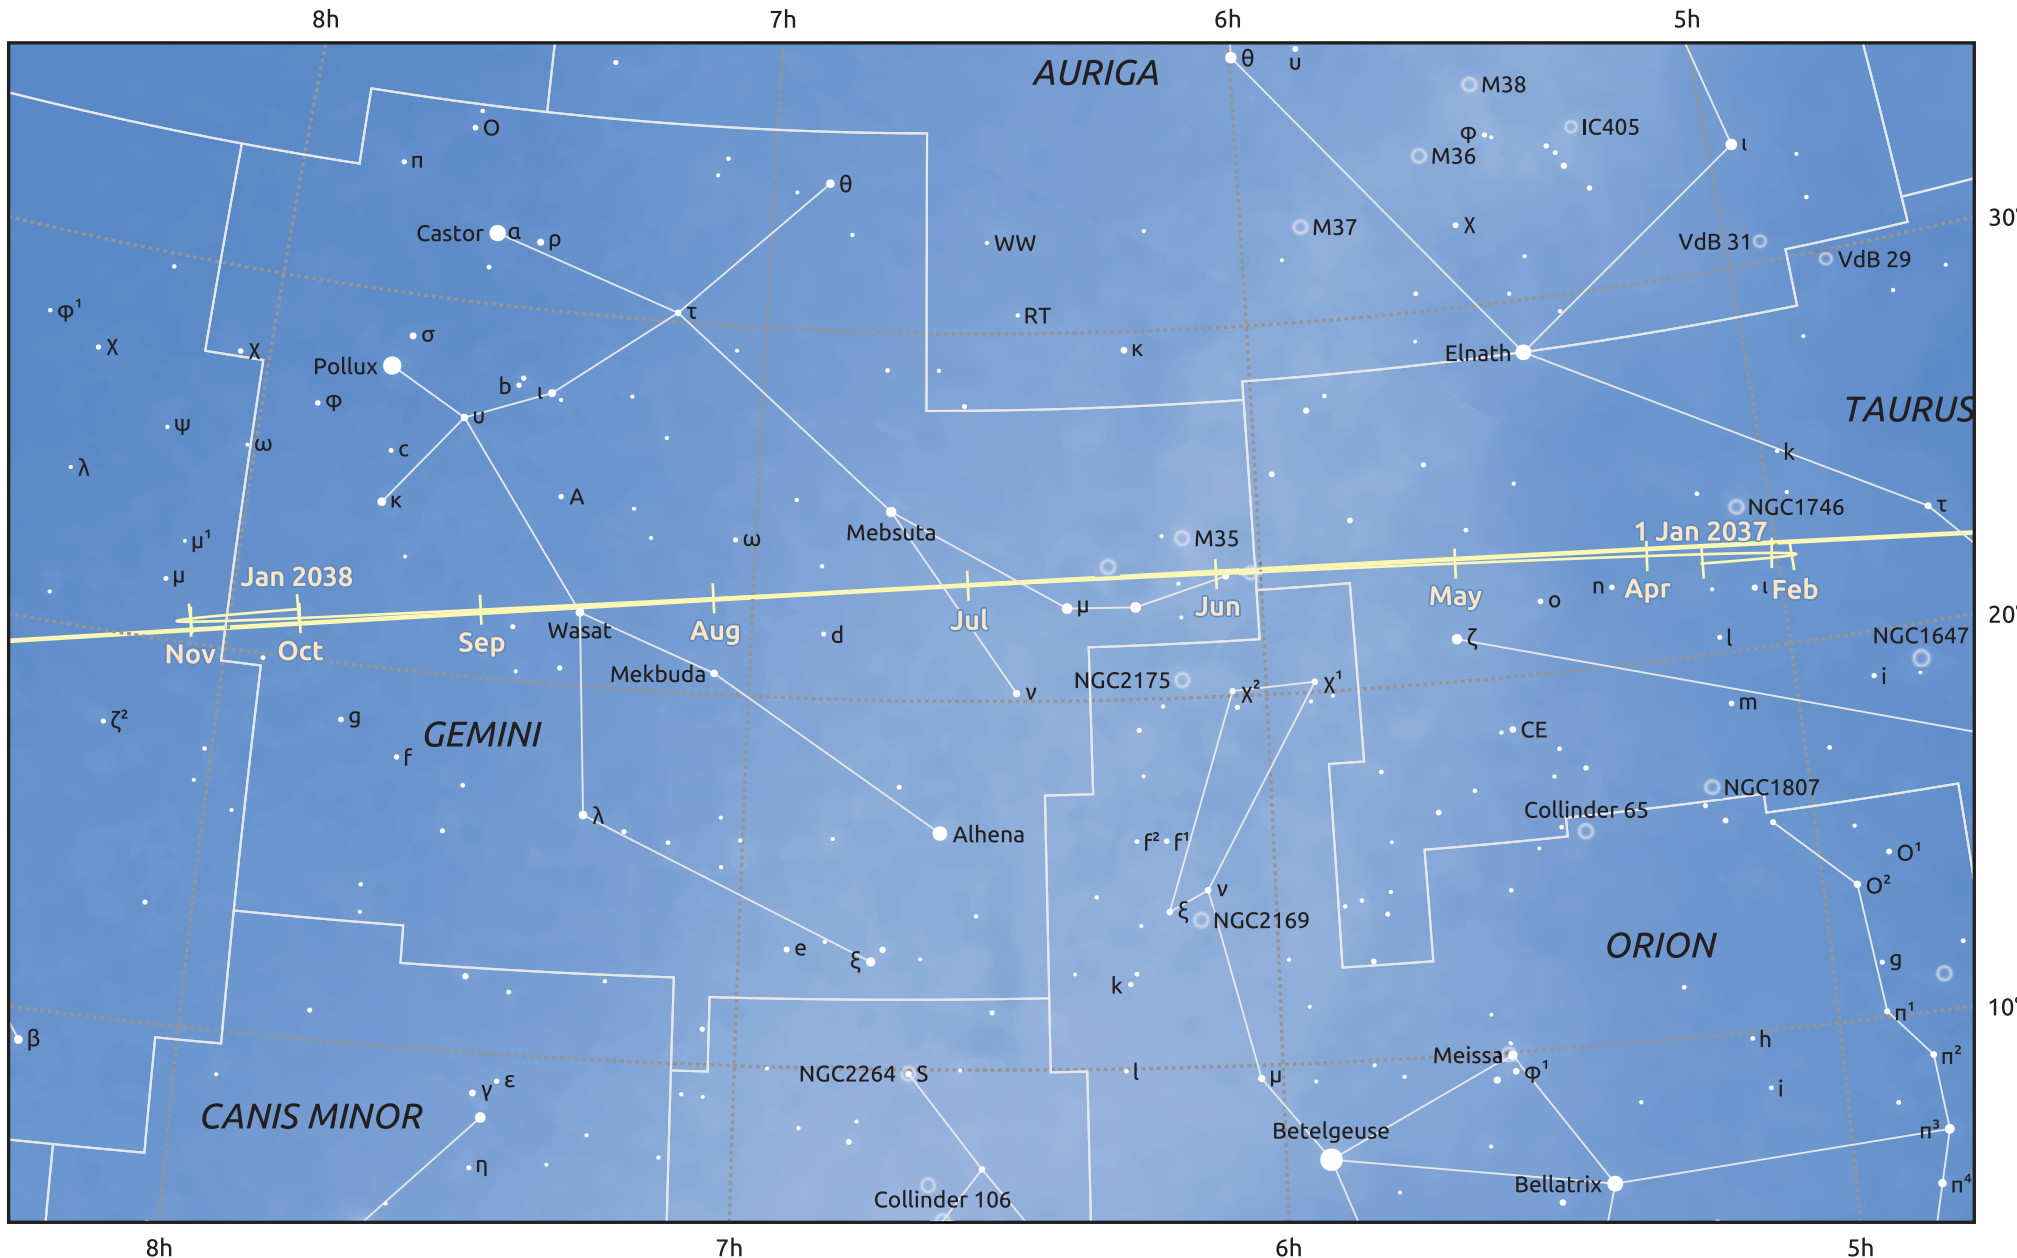 8h 7h 6h 5h
AURIGA
θ υ
M38
O
φ IC405
π M36 ι
θ
Castor α ρ WW M37 χ VdB 31 30°
VdB 29
φ¹ τ RT
χ χ σ κ Elnath
Pollux
b ι
φ υ TAURUS
ψ
ω c k
λ κ A NGC1746 τ
Mebsuta 1 Jan 2037
μ¹ ω M35
μ Jan 2038 n ι
May o Apr Feb
Jun
μ
20°
Jul
Wasat Aug d ζ l NGC1647
Nov Oct Sep
Mekbuda NGC2175 i
ν χ² χ¹
ζ² g m
GEMINI CE
f
NGC1807
λ Collinder 65
Alhena f² f¹ O¹
ν O²
ξ NGC2169
e ξ ORION
g
k
10°
π¹
β h
Meissa π²
NGC2264 S l μ φ¹
γ ε i
CANIS MINOR
Betelgeuse π³
η
Bellatrix π⁴
Collinder 106
8h 7h 6h 5h